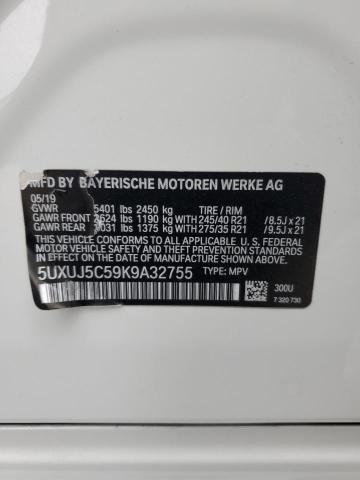 MFD BY BAYERISCHE MOTOREN WERKE AG
05/19
GVWR 5401 lbs 2450 kg TIRE / RIM
GAWR FRONT 2624 lbs 1190 kg WITH 245/40 R21 /8.5J x 21
GAWR REAR 3031 lbs 1375 kg WITH 275/35 R21 /9.5J x 21
THIS VEHICLE CONFORMS TO ALL APPLICABLE U.S. FEDERAL
MOTOR VEHICLE SAFETY AND THEFT PREVENTION
STANDARDS IN EFFECT ON THE DATE OF MANUFACTURE
5UXUJ5C59K9A32755 TYPE: MPV
300U
7 320 730